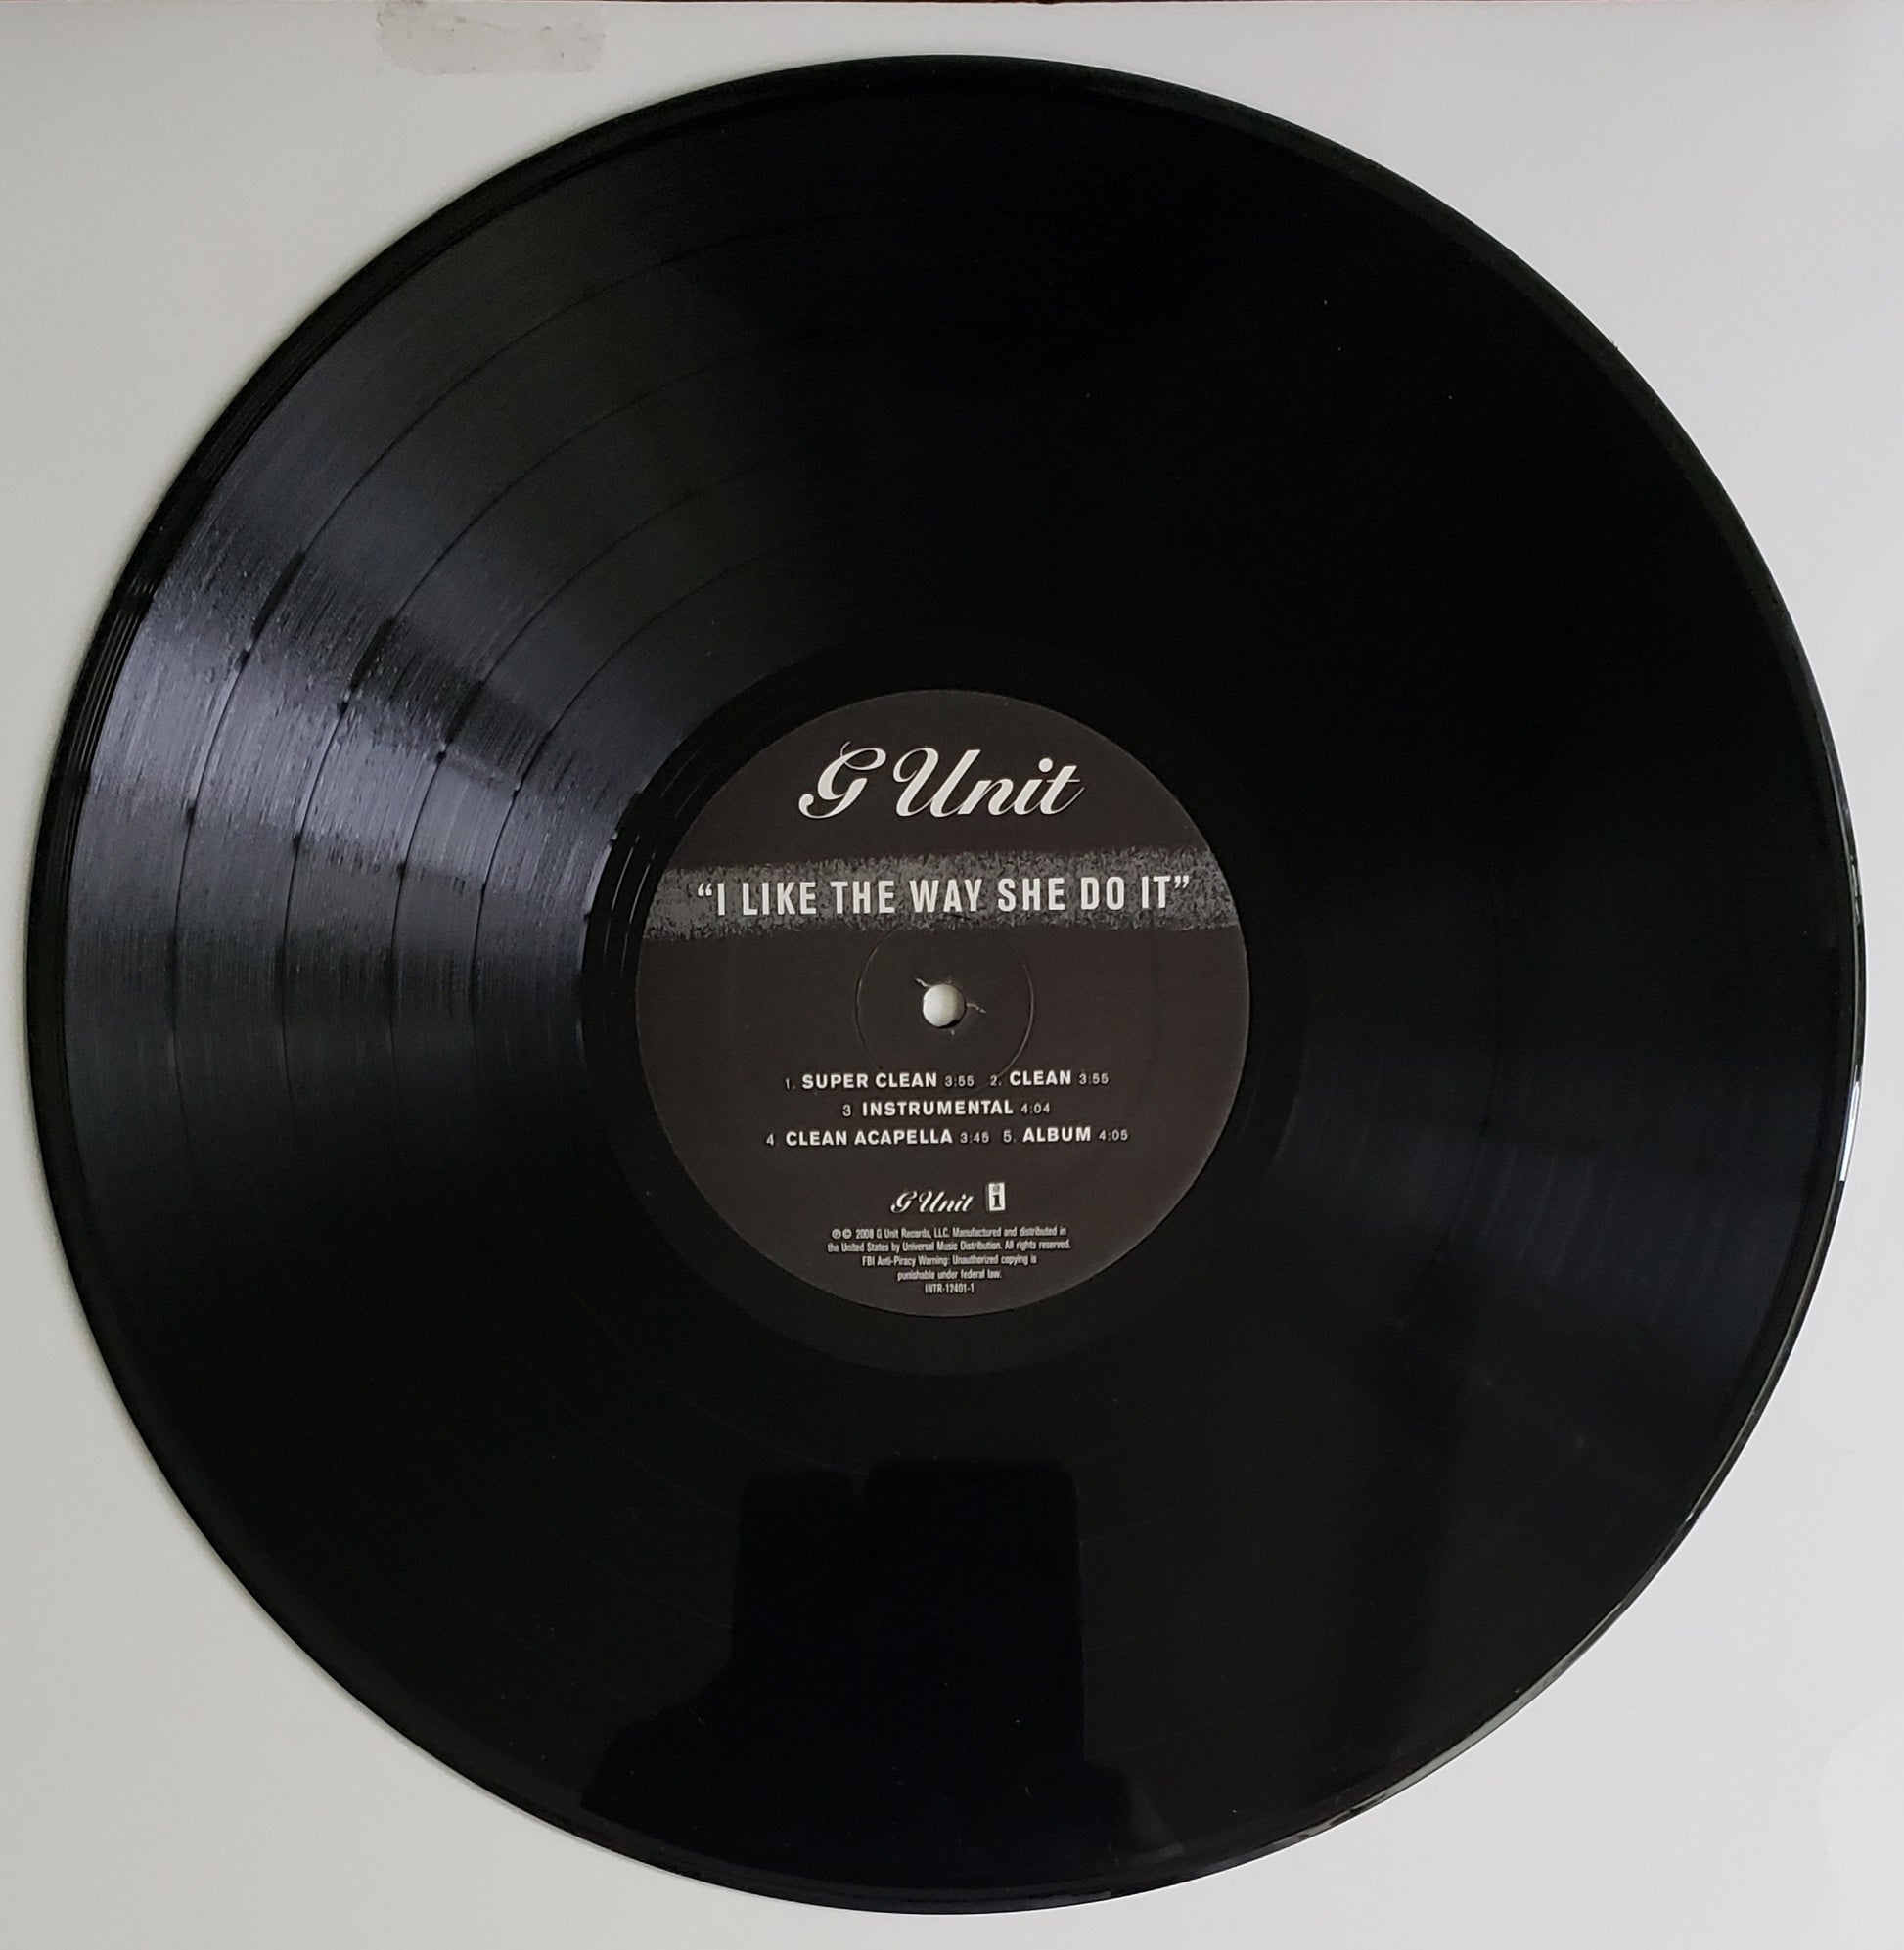 G Unit
“I LIKE THE WAY SHE DO IT”
1. SUPER CLEAN 3:55 2. CLEAN 3:55
3 INSTRUMENTAL 4:04
4 CLEAN ACAPELLA 3:45 5. ALBUM 4:05
G Unit i
℗© 2008 G Unit Records, LLC. Manufactured and distributed in
the United States by Universal Music Distribution. All rights reserved.
FBI Anti-Piracy Warning: Unauthorized copying is
punishable under federal law.
INTR-12401-1